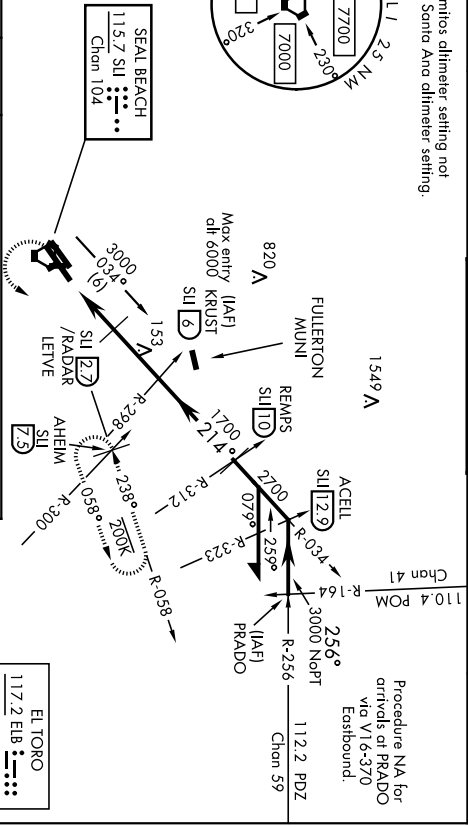 mitos altimeter setting not
Santa Ana altimeter setting.
L I 25 NM
7700
7000
230°
320°
SEAL BEACH
115.7 SLI
Chan 104
820
1549
FULLERTON
MUNI
Max entry
alt 6000
(IAF)
KRUST
SLI 6
3000
034°
(6)
153
SLI 2.7
/RADAR
LETVE
REMPS
SLI 10
1700
214°
R-298
R-300
R-312
AHEIM
SLI
7.5
238°
058°
200K
R-058
ACELL
SLI 12.9
2700
R-034
079°
259°
R-323
R-164
110.4 POM
Chan 41
256°
3000 NoPT
(IAF)
PRADO
R-256
112.2 PDZ
Chan 59
Procedure NA for
arrivals at PRADO
via V16-370
Eastbound.
EL TORO
117.2 ELB